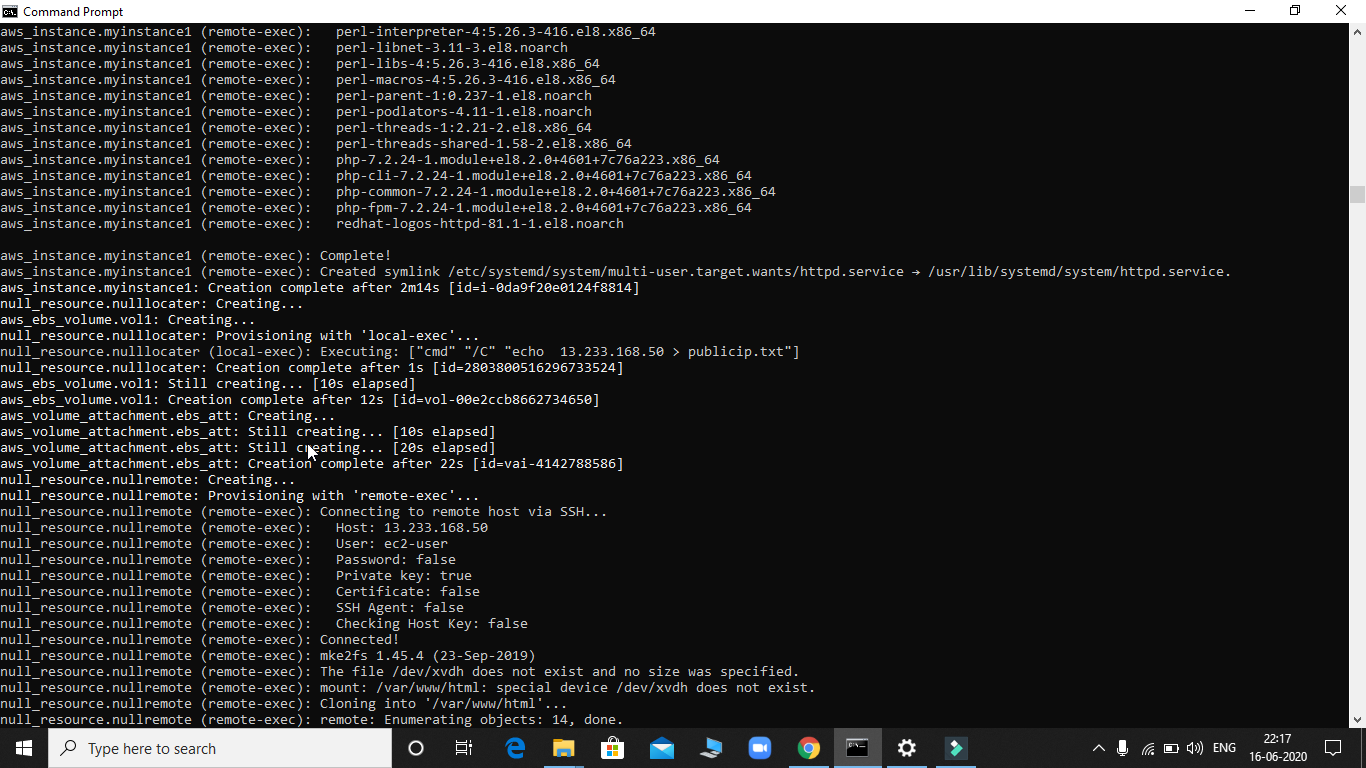 Command Prompt
aws_instance.myinstance1 (remote-exec):   perl-interpreter-4:5.26.3-416.el8.x86_64
aws_instance.myinstance1 (remote-exec):   perl-libnet-3.11-3.el8.noarch
aws_instance.myinstance1 (remote-exec):   perl-libs-4:5.26.3-416.el8.x86_64
aws_instance.myinstance1 (remote-exec):   perl-macros-4:5.26.3-416.el8.x86_64
aws_instance.myinstance1 (remote-exec):   perl-parent-1:0.237-1.el8.noarch
aws_instance.myinstance1 (remote-exec):   perl-podlators-4.11-1.el8.noarch
aws_instance.myinstance1 (remote-exec):   perl-threads-1:2.21-2.el8.x86_64
aws_instance.myinstance1 (remote-exec):   perl-threads-shared-1.58-2.el8.x86_64
aws_instance.myinstance1 (remote-exec):   php-7.2.24-1.module+el8.2.0+4601+7c76a223.x86_64
aws_instance.myinstance1 (remote-exec):   php-cli-7.2.24-1.module+el8.2.0+4601+7c76a223.x86_64
aws_instance.myinstance1 (remote-exec):   php-common-7.2.24-1.module+el8.2.0+4601+7c76a223.x86_64
aws_instance.myinstance1 (remote-exec):   php-fpm-7.2.24-1.module+el8.2.0+4601+7c76a223.x86_64
aws_instance.myinstance1 (remote-exec):   redhat-logos-httpd-81.1-1.el8.noarch
aws_instance.myinstance1 (remote-exec): Complete!
aws_instance.myinstance1 (remote-exec): Created symlink /etc/systemd/system/multi-user.target.wants/httpd.service → /usr/lib/systemd/system/httpd.service.
aws_instance.myinstance1: Creation complete after 2m14s [id=i-0da9f20e0124f8814]
null_resource.nulllocater: Creating...
aws_ebs_volume.vol1: Creating...
null_resource.nulllocater: Provisioning with 'local-exec'...
null_resource.nulllocater (local-exec): Executing: ["cmd" "/C" "echo  13.233.168.50 > publicip.txt"]
null_resource.nulllocater: Creation complete after 1s [id=2803800516296733524]
aws_ebs_volume.vol1: Still creating... [10s elapsed]
aws_ebs_volume.vol1: Creation complete after 12s [id=vol-00e2ccb8662734650]
aws_volume_attachment.ebs_att: Creating...
aws_volume_attachment.ebs_att: Still creating... [10s elapsed]
aws_volume_attachment.ebs_att: Still creating... [20s elapsed]
aws_volume_attachment.ebs_att: Creation complete after 22s [id=vai-4142788586]
null_resource.nullremote: Creating...
null_resource.nullremote: Provisioning with 'remote-exec'...
null_resource.nullremote (remote-exec): Connecting to remote host via SSH...
null_resource.nullremote (remote-exec):   Host: 13.233.168.50
null_resource.nullremote (remote-exec):   User: ec2-user
null_resource.nullremote (remote-exec):   Password: false
null_resource.nullremote (remote-exec):   Private key: true
null_resource.nullremote (remote-exec):   Certificate: false
null_resource.nullremote (remote-exec):   SSH Agent: false
null_resource.nullremote (remote-exec):   Checking Host Key: false
null_resource.nullremote (remote-exec): Connected!
null_resource.nullremote (remote-exec): mke2fs 1.45.4 (23-Sep-2019)
null_resource.nullremote (remote-exec): The file /dev/xvdh does not exist and no size was specified.
null_resource.nullremote (remote-exec): mount: /var/www/html: special device /dev/xvdh does not exist.
null_resource.nullremote (remote-exec): Cloning into '/var/www/html'...
null_resource.nullremote (remote-exec): remote: Enumerating objects: 14, done.
Type here to search
ENG
22:17
16-06-2020